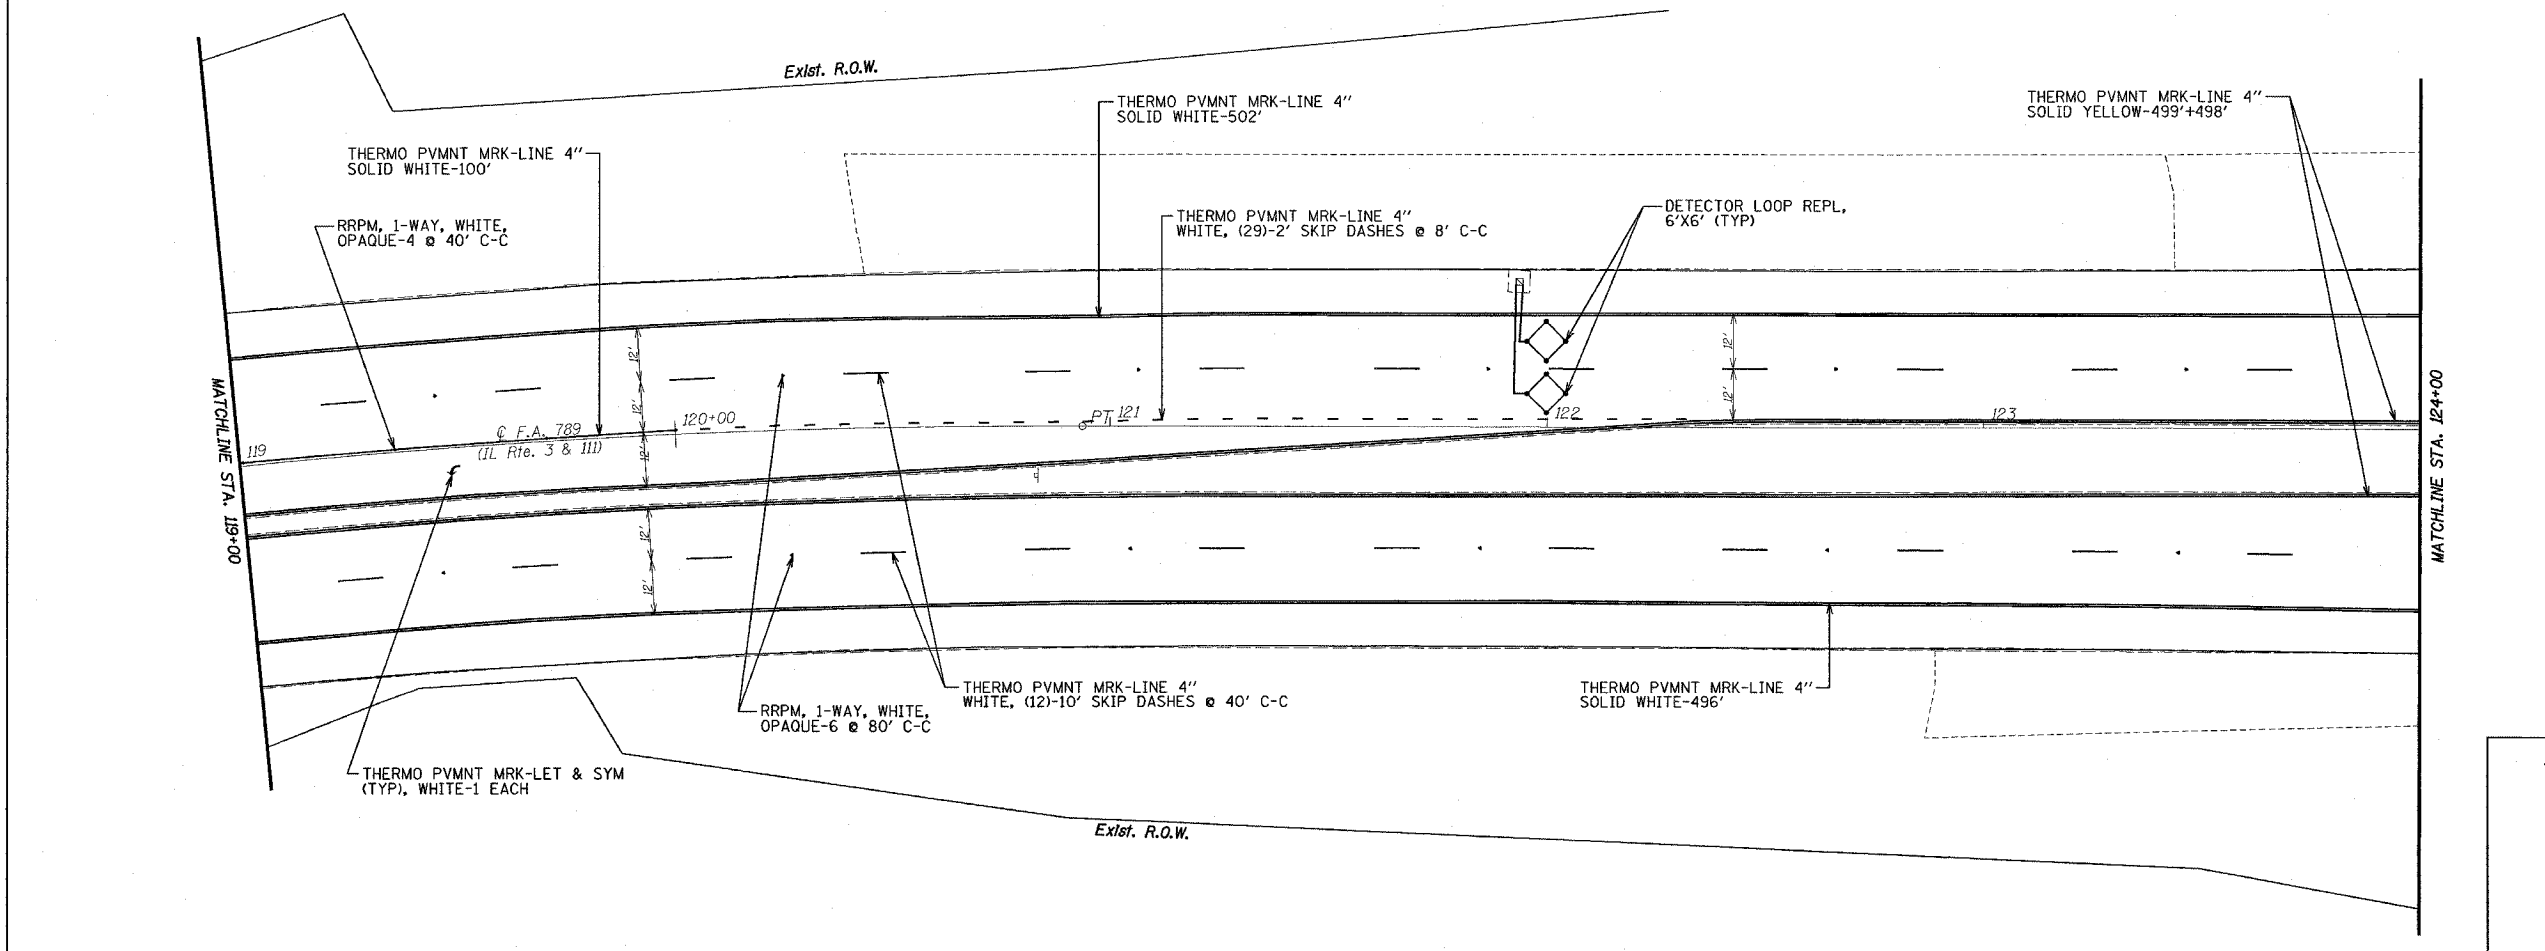 Exist. R.O.W.
THERMO PVMNT MRK-LINE 4"
SOLID WHITE-502'
THERMO PVMNT MRK-LINE 4"
SOLID YELLOW-499'+498'
THERMO PVMNT MRK-LINE 4"
SOLID WHITE-100'
RRPM, 1-WAY, WHITE,
OPAQUE-4 @ 40' C-C
THERMO PVMNT MRK-LINE 4"
WHITE, (29)-2' SKIP DASHES @ 8' C-C
DETECTOR LOOP REPL,
6'X6' (TYP)
MATCHLINE STA. 119+00
12'
12'
12'
12'
12'
12'
12'
119
℄ F.A. 789
(IL Rte. 3 & 111)
120+00
PT
121
122
123
MATCHLINE STA. 124+00
THERMO PVMNT MRK-LINE 4"
WHITE, (12)-10' SKIP DASHES @ 40' C-C
THERMO PVMNT MRK-LINE 4"
SOLID WHITE-496'
RRPM, 1-WAY, WHITE,
OPAQUE-6 @ 80' C-C
THERMO PVMNT MRK-LET & SYM
(TYP), WHITE-1 EACH
Exist. R.O.W.